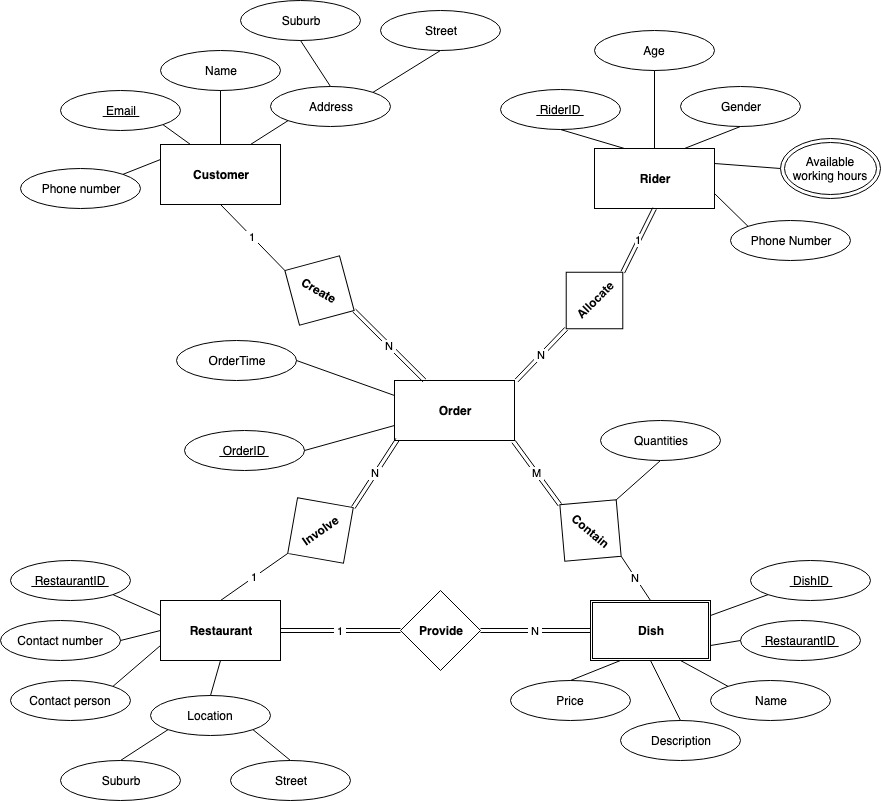 Suburb
Street
Name
Age
Email
Address
RiderID
Gender
Customer
Rider
Available
working hours
Phone number
Phone Number
1
1
Create
Allocate
N
N
OrderTime
Order
OrderID
Quantities
N
M
Involve
Contain
1
N
RestaurantID
DishID
Restaurant
1
Provide
N
Dish
Contact number
RestaurantID
Contact person
Price
Name
Location
Description
Suburb
Street